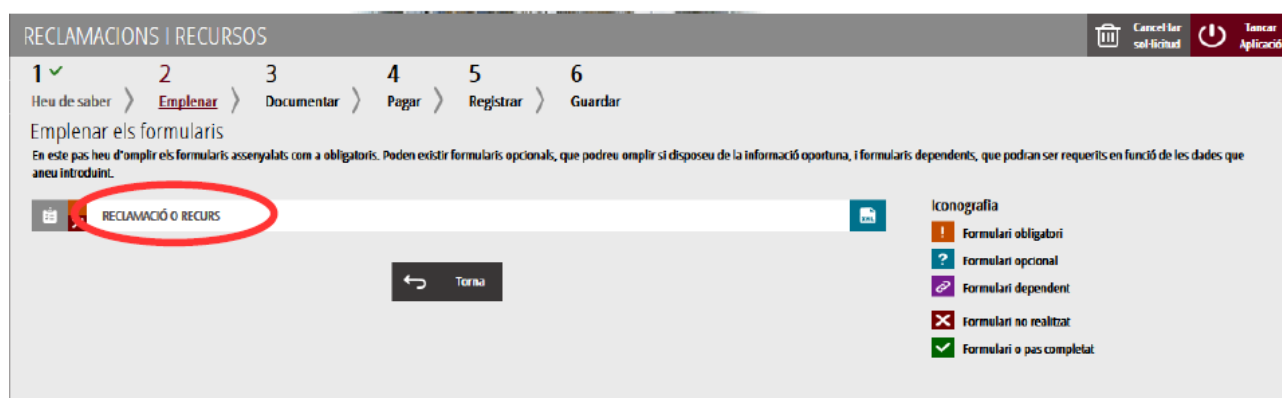 RECLAMACIONS I RECURSOS
Cancel·lar
sol·licitud
Tancar
Aplicació
1 2 3 4 5 6
Heu de saber Emplenar Documentar Pagar Registrar Guardar
Emplenar els formularis
En este pas heu d'omplir els formularis assenyalats com a obligatoris. Poden existir formularis opcionals, que podreu omplir si disposeu de la informació oportuna, i formularis dependents, que podran ser requerits en funció de les dades que
aneu introduint.
RECLAMACIÓ O RECURS
XML
Torna
Iconografia
! Formulari obligatori
? Formulari opcional
Formulari dependent
Formulari no realitzat
Formulari o pas completat